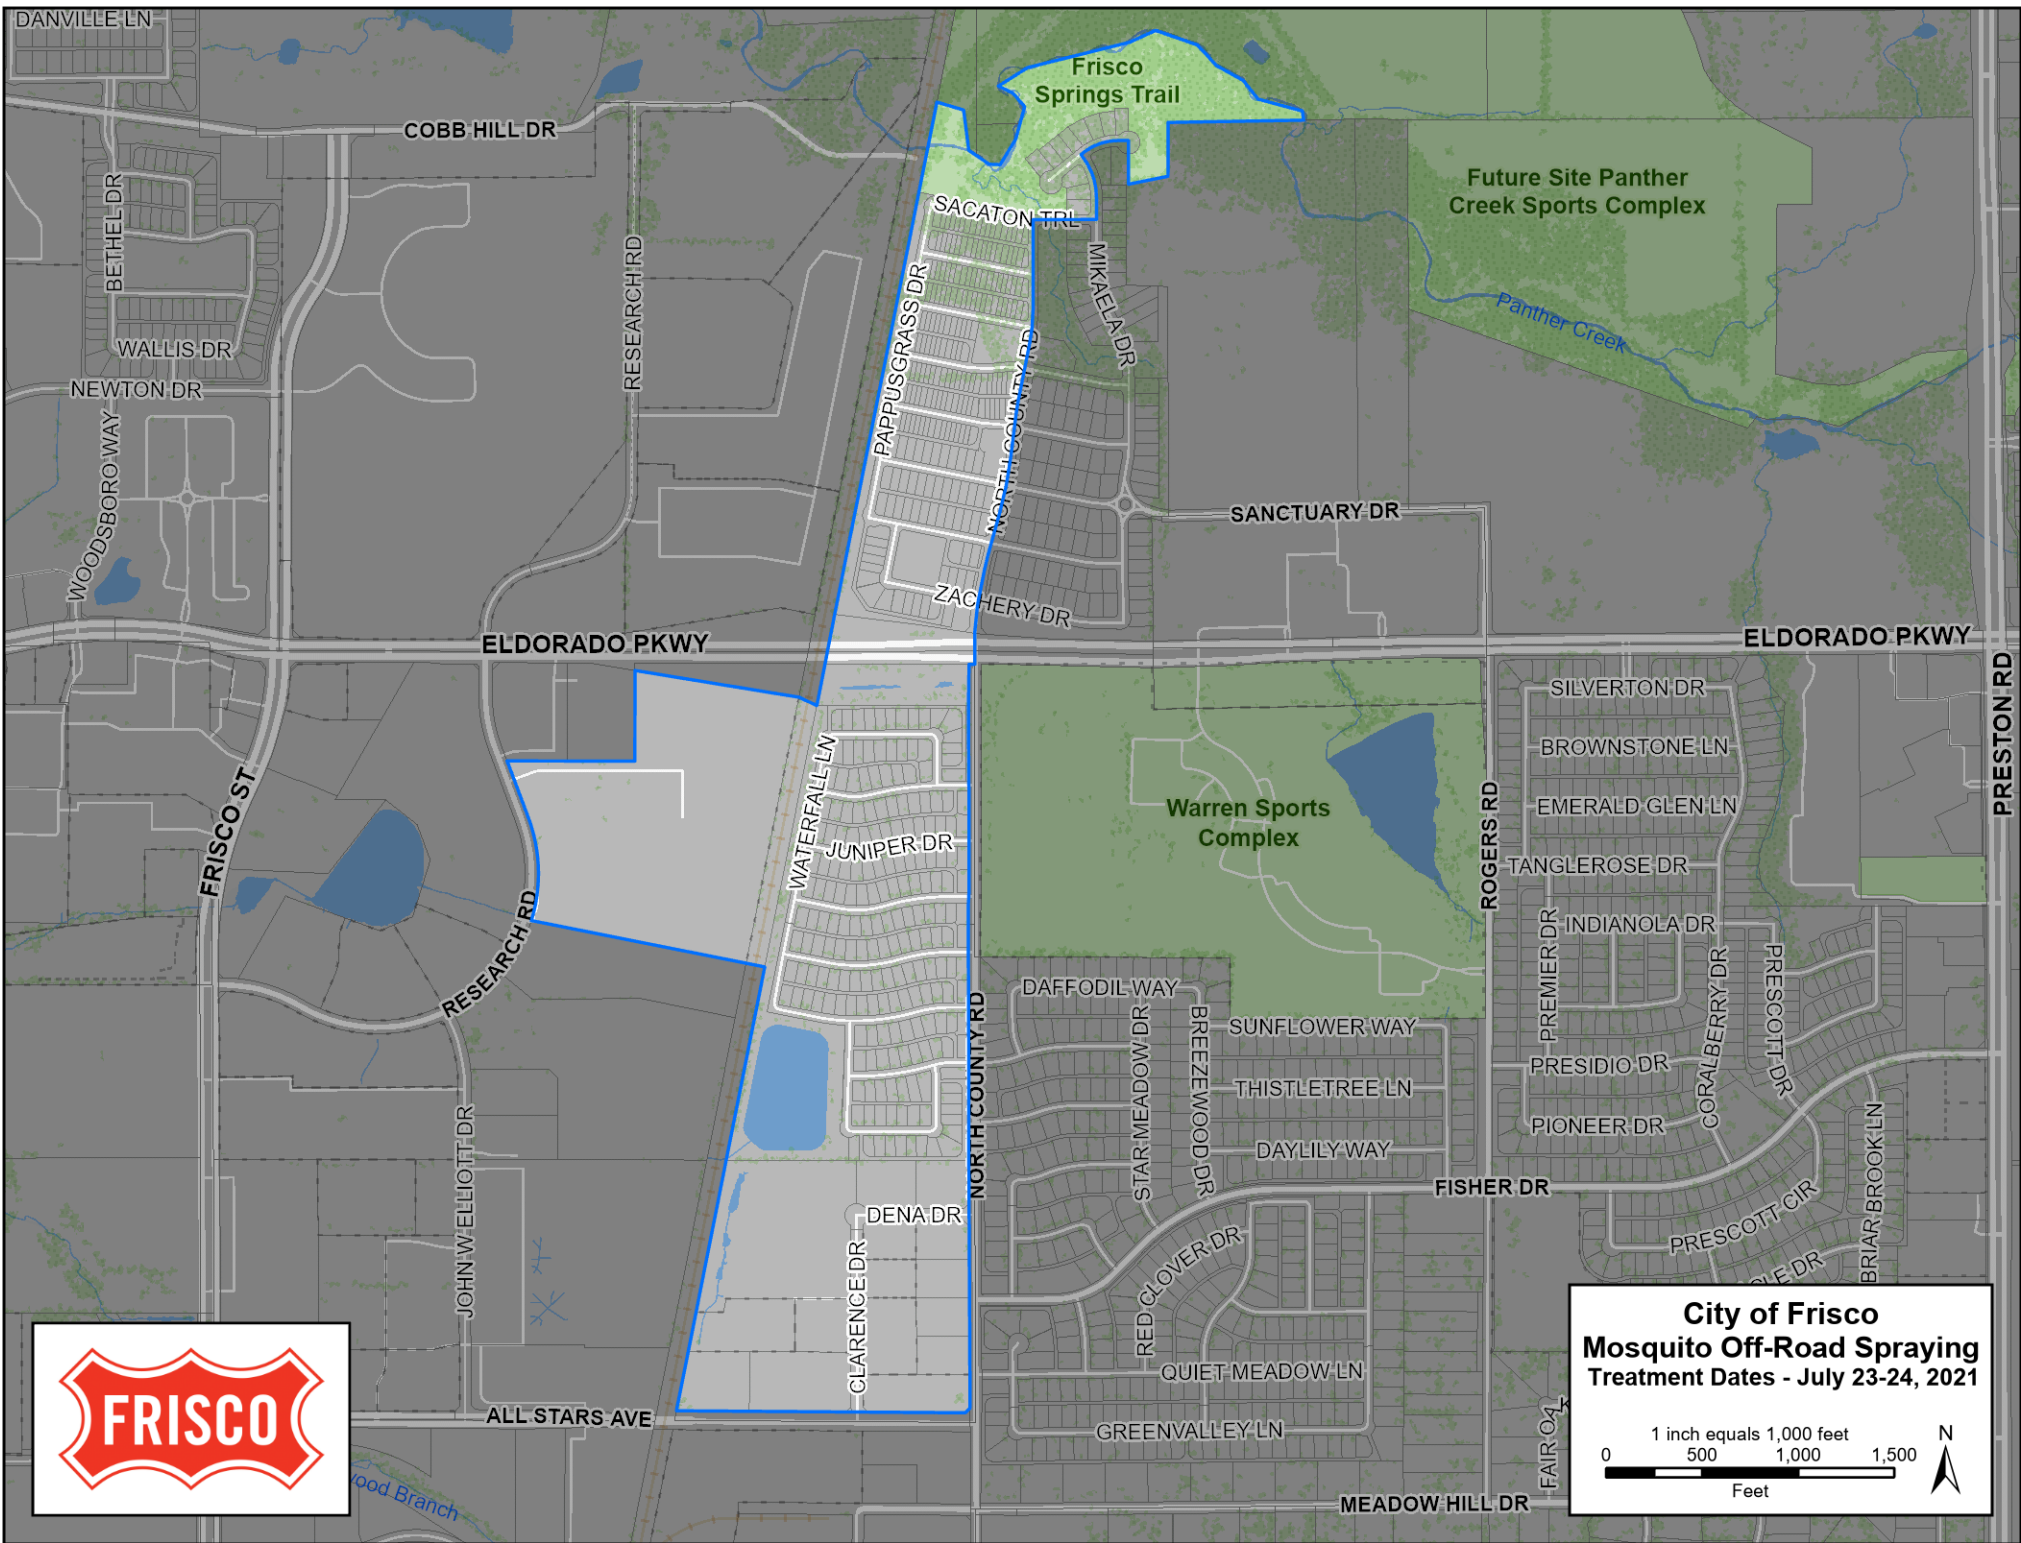 DANVILLE LN
Frisco
Springs Trail
COBB HILL DR
BETHEL DR
Future Site Panther
Creek Sports Complex
SACATON TRL
RESEARCH RD
MIKAELA DR
PAPPUSGRASS DR
Panther Creek
WALLIS DR
NORTH COUNTY RD
NEWTON DR
WOODSBORO WAY
SANCTUARY DR
ZACHERY DR
ELDORADO PKWY
ELDORADO PKWY
PRESTON RD
SILVERTON DR
BROWNSTONE LN
WATERFALL LN
FRISCO ST
Warren Sports
Complex
EMERALD GLEN LN
ROGERS RD
JUNIPER DR
TANGLEROSE DR
RESEARCH RD
INDIANOLA DR
PREMIER DR
PRESCOTT DR
CORALBERRY DR
DAFFODIL WAY
NORTH COUNTY RD
STAR MEADOW DR
BREEZEWOOD DR
SUNFLOWER WAY
PRESIDIO DR
THISTLETREE LN
PIONEER DR
DAYLILY WAY
JOHN W ELLIOTT DR
FISHER DR
BRIAR BROOK LN
DENA DR
PRESCOTT CIR
CLARENCE DR
RED CLOVER DR
DR
QUIET MEADOW LN
ALL STARS AVE
GREENVALLEY LN
FAIR OA
K
MEADOW HILL DR
Branch
FRISCO
City of Frisco
Mosquito Off-Road Spraying
Treatment Dates - July 23-24, 2021
1 inch equals 1,000 feet
0 500 1,000 1,500
Feet
N